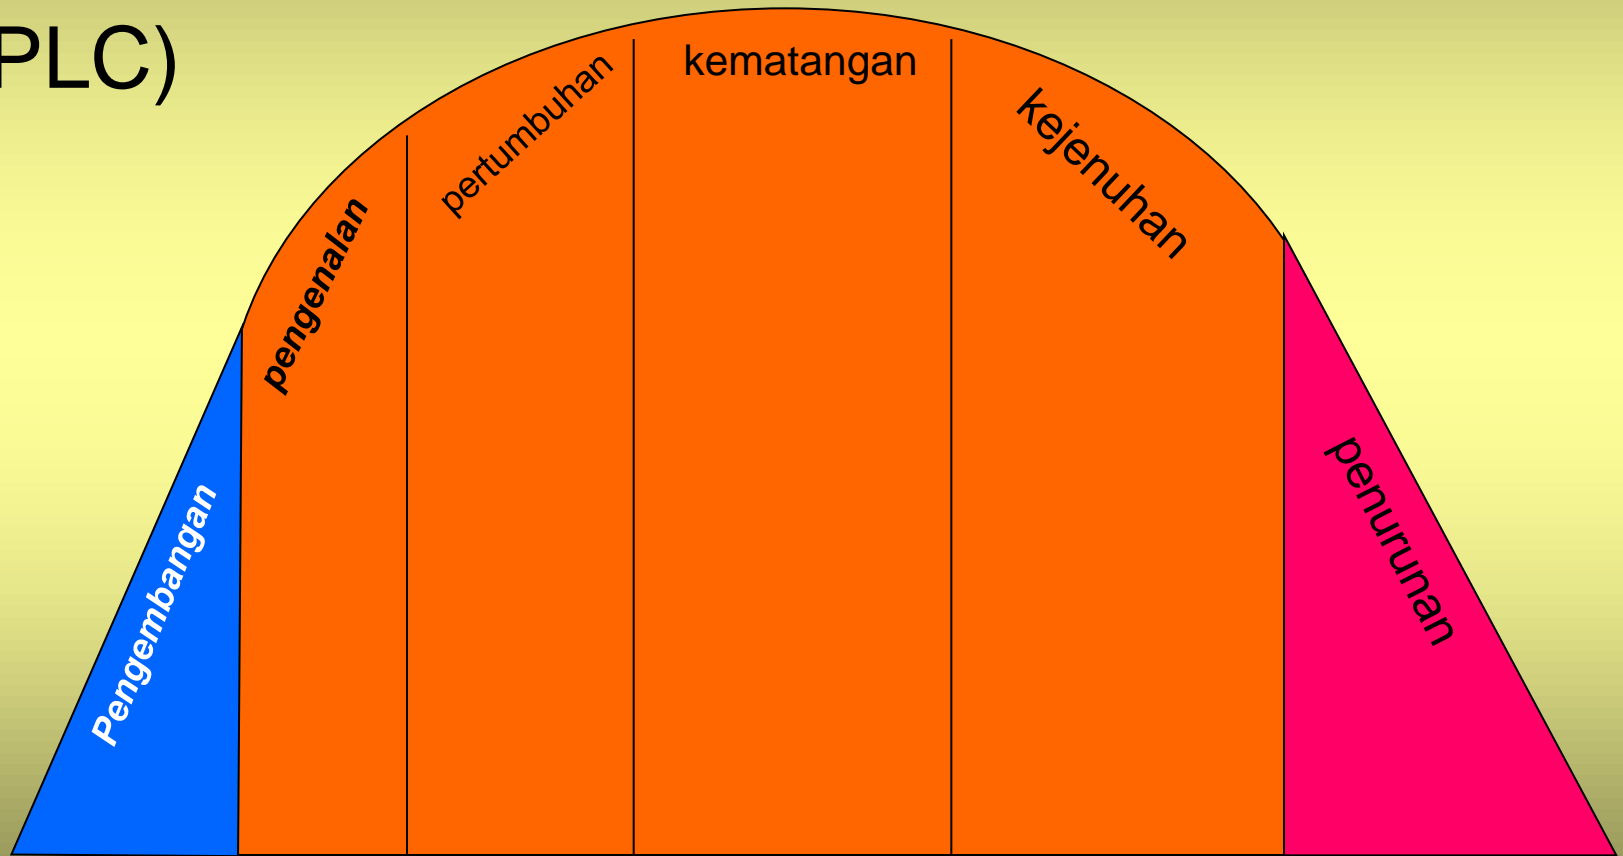 PLC)
Pengembangan
pengenalan
pertumbuhan
kematangan
kejenuhan
penurunan